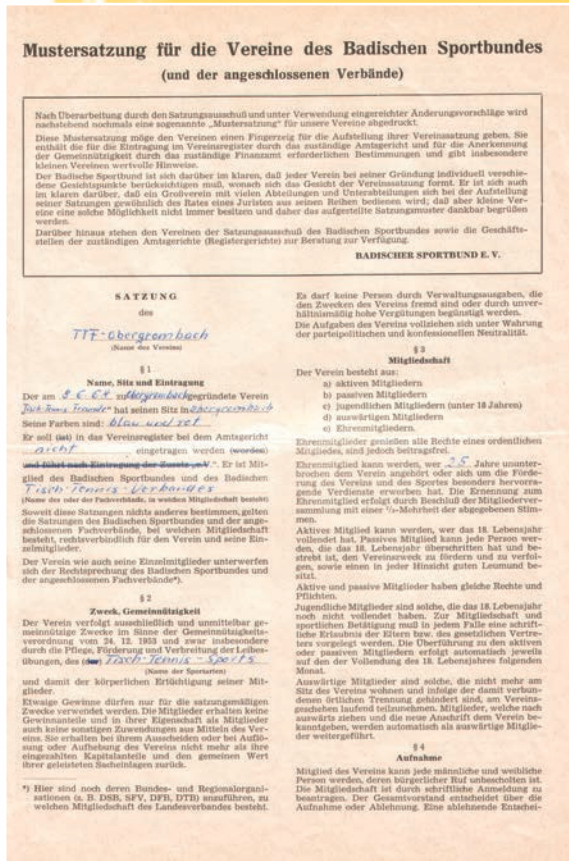 Mustersatzung für die Vereine des Badischen Sportbundes
(und der angeschlossenen Verbände)
Nach Überarbeitung durch den Satzungsausschuß und unter Verwendung eingereichter Änderungsvorschläge wird
nachstehend nochmals eine sogenannte „Mustersatzung" für unsere Vereine abgedruckt.
Diese Mustersatzung möge den Vereinen einen Fingerzeig für die Aufstellung ihrer Vereinssatzung geben. Sie
enthält die für die Eintragung im Vereinsregister durch das zuständige Amtsgericht und für die Anerkennung
der Gemeinnützigkeit durch das zuständige Finanzamt erforderlichen Bestimmungen und gibt insbesondere
kleinen Vereinen wertvolle Hinweise.
Der Badische Sportbund ist sich darüber im klaren, daß jeder Verein bei seiner Gründung individuell verschie-
dene Gesichtspunkte berücksichtigen muß, wonach sich das Gesicht der Vereinssatzung formt. Er ist sich auch
im klaren darüber, daß ein Großverein mit vielen Abteilungen und Unterabteilungen sich bei der Aufstellung
seiner Satzungen gewöhnlich des Rates eines Juristen aus seinen Reihen bedienen wird; daß aber kleine Ver-
eine eine solche Möglichkeit nicht immer besitzen und daher das aufgestellte Satzungsmuster dankbar begrüßen
werden.
Darüber hinaus stehen den Vereinen der Satzungsausschuß des Badischen Sportbundes sowie die Geschäfts-
stellen der zuständigen Amtsgerichte (Registergerichte) zur Beratung zur Verfügung.
BADISCHER SPORTBUND E. V.
SATZUNG
des
TTF-Obergrombach
(Name des Vereins)
§ 1
Name, Sitz und Eintragung
Der am 9.6.64 zu Obergrombach gegründete Verein
Tisch Tennis Freunde" hat seinen Sitz in Obergrombach
Seine Farben sind: blau und rot
Er soll (ist) in das Vereinsregister bei dem Amtsgericht
nicht eingetragen werden (worden)
und führt nach Eintragung der Zusatz „e.V.". Er ist Mit-
glied des Badischen Sportbundes und des Badischen
Tisch-Tennis-Verbandes
(Name des oder der Fachverbände, in welchen Mitgliedschaft besteht)
Soweit diese Satzungen nichts anderes bestimmen, gelten
die Satzungen des Badischen Sportbundes und der ange-
schlossenen Fachverbände, bei welchen Mitgliedschaft
besteht, rechtsverbindlich für den Verein und seine Ein-
zelmitglieder.
Der Verein wie auch seine Einzelmitglieder unterwerfen
sich der Rechtsprechung des Badischen Sportbundes und
der angeschlossenen Fachverbände*).
§ 2
Zweck, Gemeinnützigkeit
Der Verein verfolgt ausschließlich und unmittelbar ge-
meinnützige Zwecke im Sinne der Gemeinnützigkeits-
verordnung vom 24. 12. 1953 und zwar insbesondere
durch die Pflege, Förderung und Verbreitung der Leibes-
übungen, des (der) Tisch-Tennis-Sports
(Name der Sportarten)
und damit der körperlichen Ertüchtigung seiner Mit-
glieder.
Etwaige Gewinne dürfen nur für die satzungsmäßigen
Zwecke verwendet werden. Die Mitglieder erhalten keine
Gewinnanteile und in ihrer Eigenschaft als Mitglieder
auch keine sonstigen Zuwendungen aus Mitteln des Ver-
eins. Sie erhalten bei ihrem Ausscheiden oder bei Auflö-
sung oder Aufhebung des Vereins nicht mehr als ihre
eingezahlten Kapitalanteile und den gemeinen Wert
ihrer geleisteten Sacheinlagen zurück.
*) Hier sind noch deren Bundes- und Regionalorgani-
sationen (z. B. DSB, SFV, DFB, DTB) anzuführen, zu
welchen Mitgliedschaft des Landesverbandes besteht.
Es darf keine Person durch Verwaltungsausgaben, die
den Zwecken des Vereins fremd sind oder durch unver-
hältnismäßig hohe Vergütungen begünstigt werden.
Die Aufgaben des Vereins vollziehen sich unter Wahrung
der parteipolitischen und konfessionellen Neutralität.
§ 3
Mitgliedschaft
Der Verein besteht aus:
a) aktiven Mitgliedern
b) passiven Mitgliedern
c) jugendlichen Mitgliedern (unter 18 Jahren)
d) auswärtigen Mitgliedern
e) Ehrenmitgliedern.
Ehrenmitglieder genießen alle Rechte eines ordentlichen
Mitgliedes, sind jedoch beitragsfrei.
Ehrenmitglied kann werden, wer 25 Jahre ununter-
brochen dem Verein angehört oder sich um die Förde-
rung des Vereins und des Sportes besonders hervorra-
gende Verdienste erworben hat. Die Ernennung zum
Ehrenmitglied erfolgt durch Beschluß der Mitgliederver-
sammlung mit einer -Mehrheit der abgegebenen Stim-
men.
Aktives Mitglied kann werden, wer das 18. Lebensjahr
vollendet hat. Passives Mitglied kann jede Person wer-
den, die das 18. Lebensjahr überschritten hat und be-
strebt ist, den Vereinszweck zu fördern und zu verfol-
gen, sowie einen in jeder Hinsicht guten Leumund be-
sitzt.
Aktive und passive Mitglieder haben gleiche Rechte und
Pflichten.
Jugendliche Mitglieder sind solche, die das 18. Lebensjahr
noch nicht vollendet haben. Zur Mitgliedschaft und
sportlichen Betätigung muß in jedem Falle eine schrift-
liche Erlaubnis der Eltern bzw. des gesetzlichen Vertre-
ters vorgelegt werden. Die Überführung zu den aktiven
oder passiven Mitgliedern erfolgt automatisch jeweils
auf den der Vollendung des 18. Lebensjahres folgenden
Monat.
Auswärtige Mitglieder sind solche, die nicht mehr am
Sitz des Vereins wohnen und infolge der damit verbun-
denen örtlichen Trennung gehindert sind, am Vereins-
geschehen laufend teilzunehmen. Mitglieder, welche nach
auswärts ziehen und die neue Anschrift dem Verein be-
kanntgeben, werden automatisch als auswärtige Mitglie-
der weitergeführt.
§ 4
Aufnahme
Mitglied des Vereins kann jede männliche und weibliche
Person werden, deren bürgerlicher Ruf unbescholten ist.
Die Mitgliedschaft ist durch schriftliche Anmeldung zu
beantragen. Der Gesamtvorstand entscheidet über die
Aufnahme oder Ablehnung. Eine ablehnende Entschei-